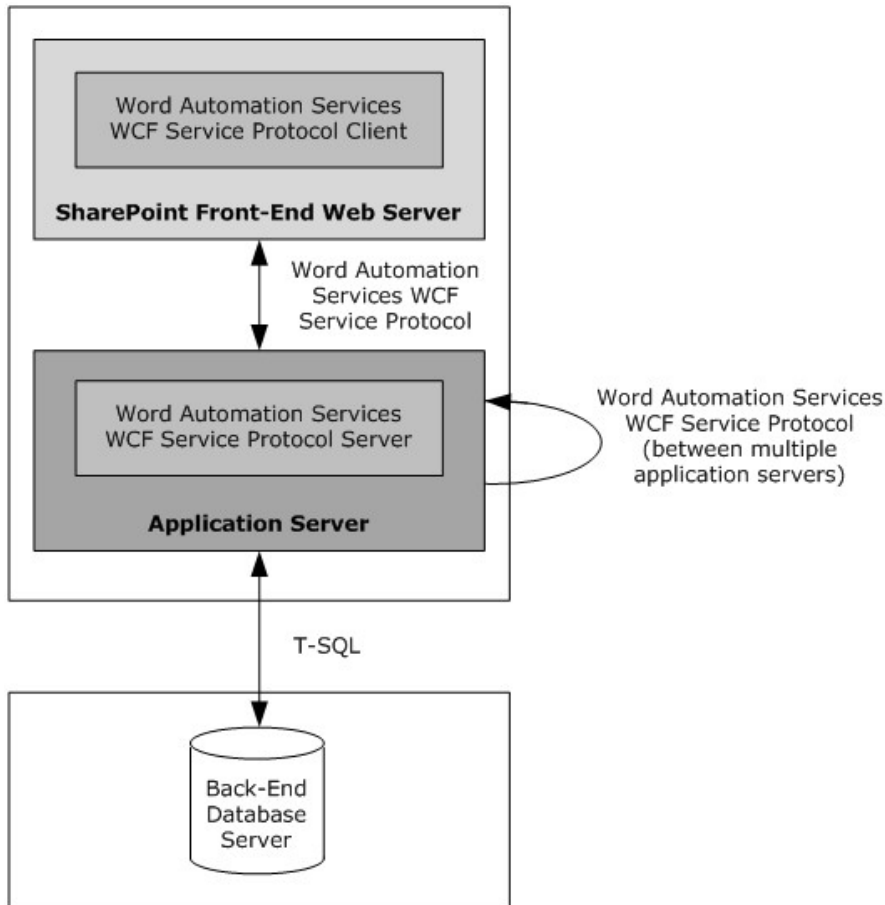 Word Automation Services
WCF Service Protocol Client
SharePoint Front-End Web Server
Word Automation
Services WCF
Service Protocol
Word Automation Services
WCF Service Protocol Server
Application Server
Word Automation Services
WCF Service Protocol
(between multiple
application servers)
T-SQL
Back-End
Database
Server